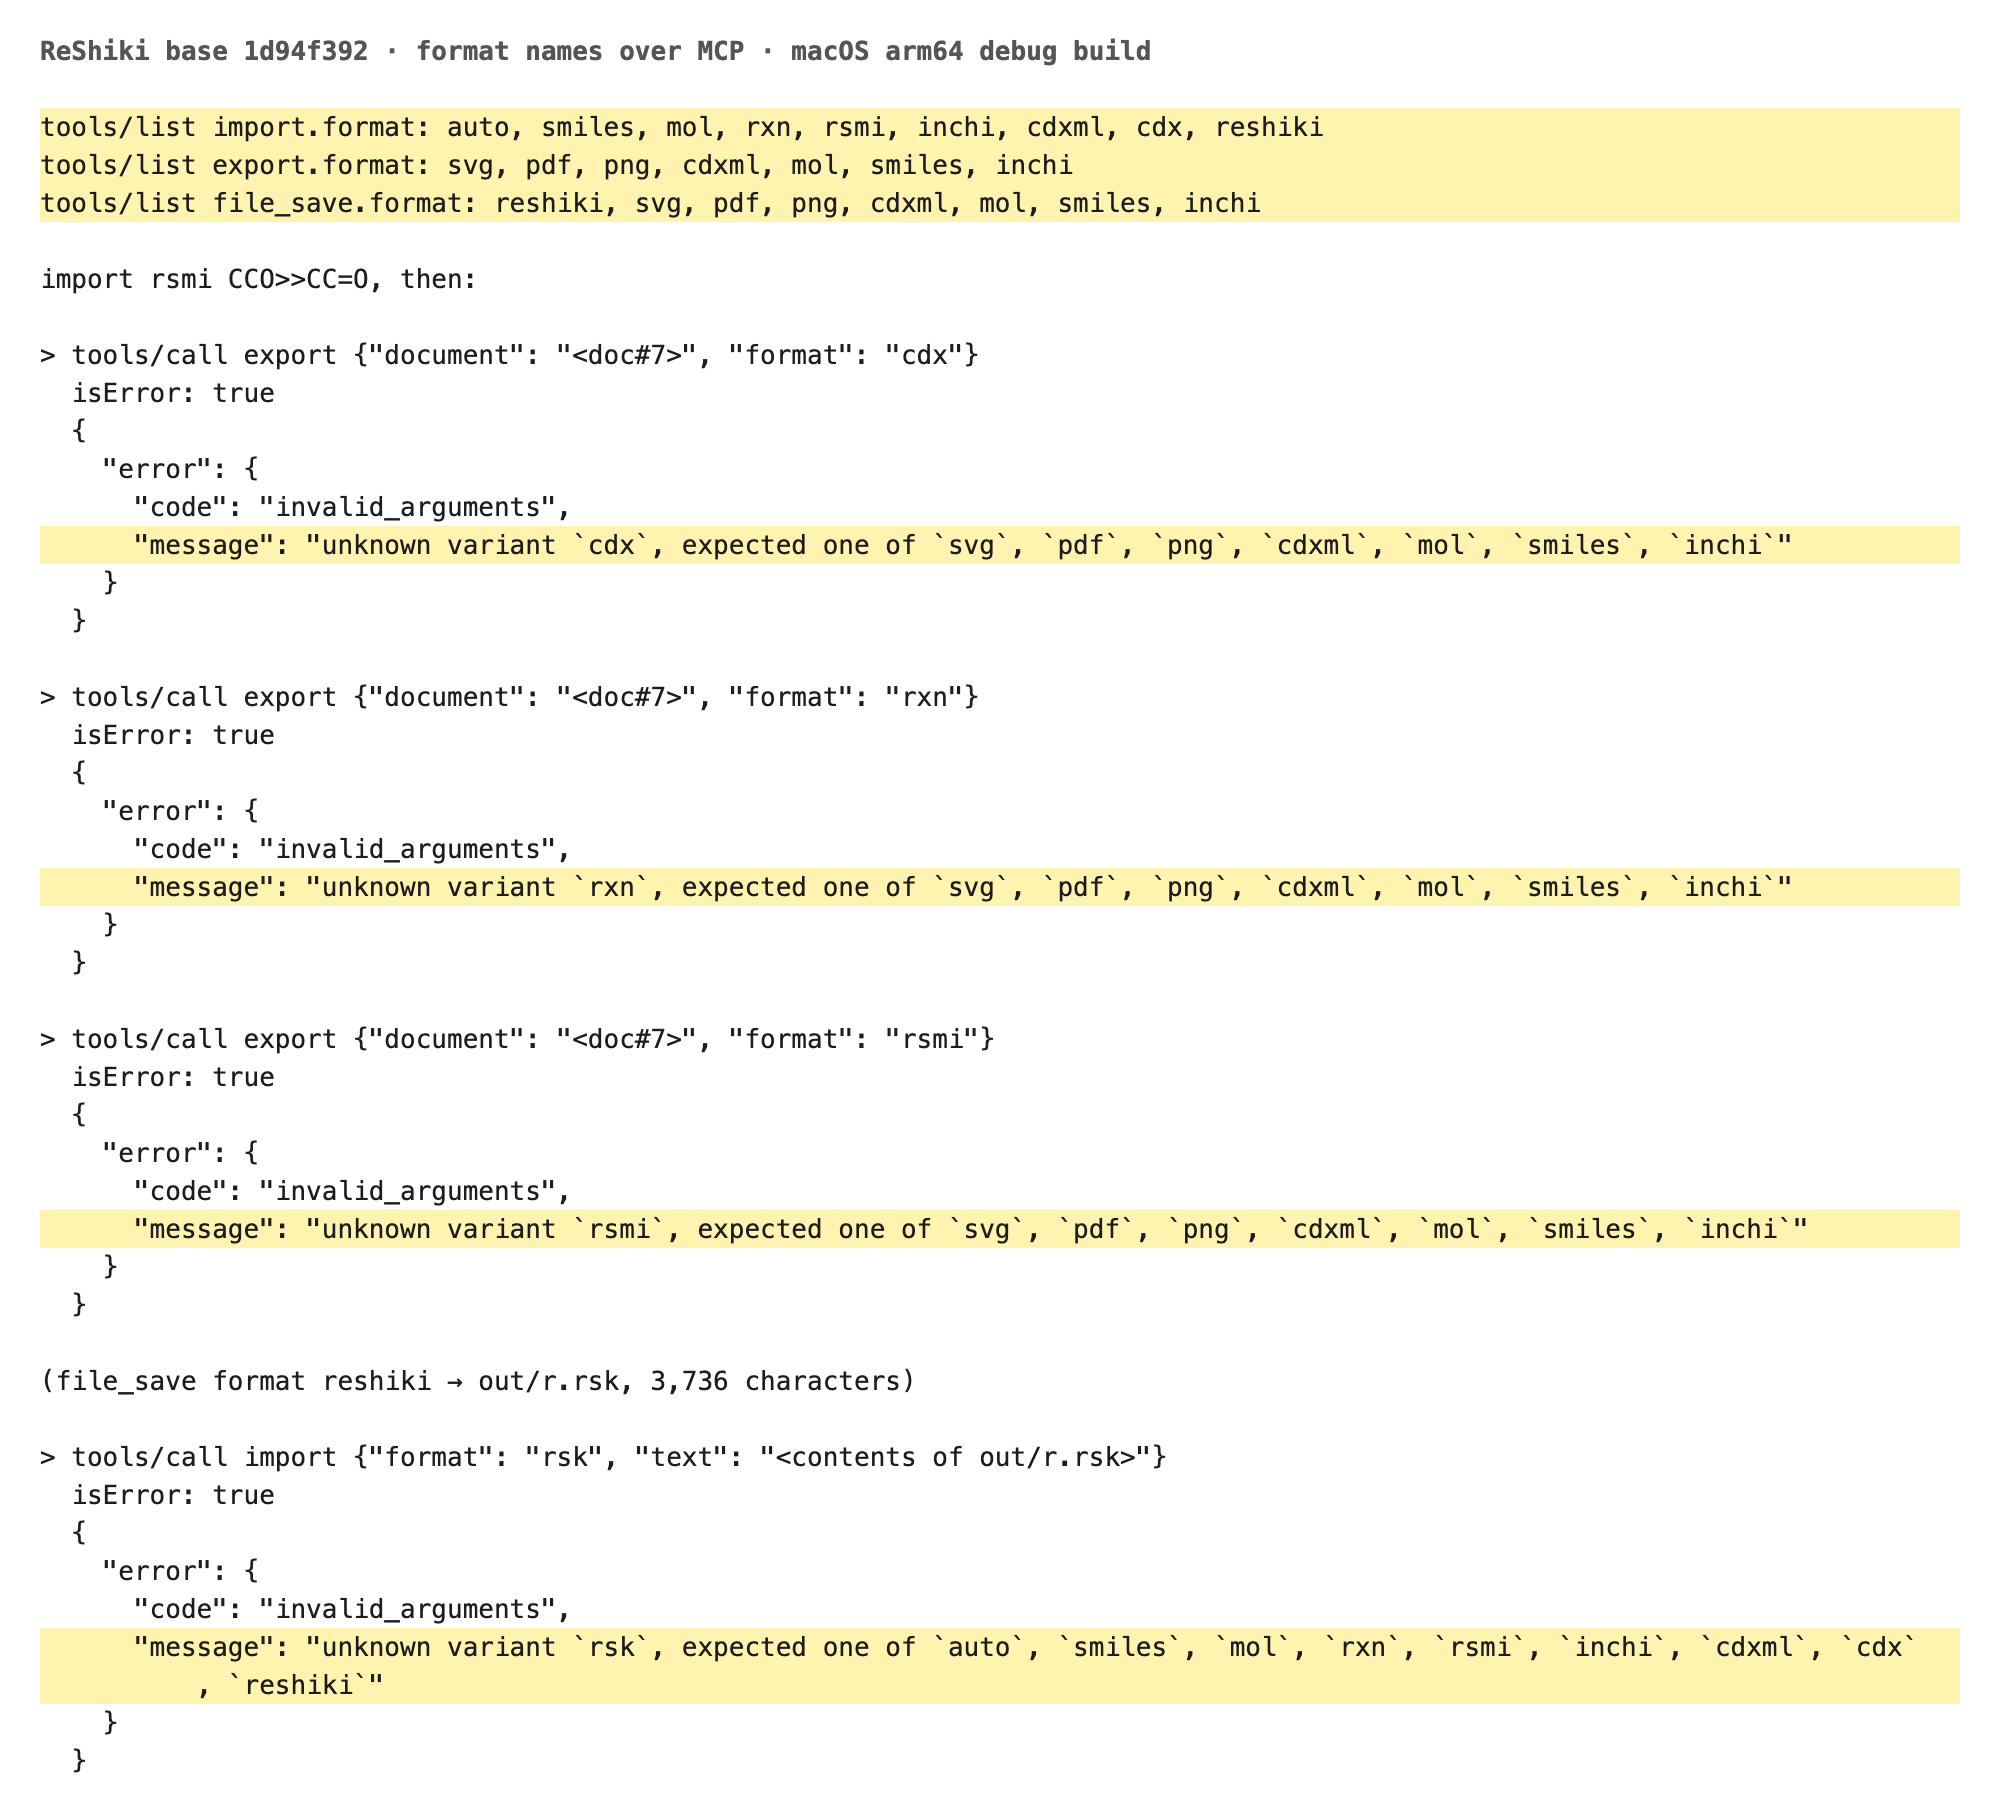 ReShiki base 1d94f392 · format names over MCP · macOS arm64 debug build
tools/list import.format: auto, smiles, mol, rxn, rsmi, inchi, cdxml, cdx, reshiki
tools/list export.format: svg, pdf, png, cdxml, mol, smiles, inchi
tools/list file_save.format: reshiki, svg, pdf, png, cdxml, mol, smiles, inchi
import rsmi CCO>>CC=O, then:
> tools/call export {"document": "<doc#7>", "format": "cdx"}
  isError: true
  {
    "error": {
      "code": "invalid_arguments",
      "message": "unknown variant `cdx`, expected one of `svg`, `pdf`, `png`, `cdxml`, `mol`, `smiles`, `inchi`"
    }
  }
> tools/call export {"document": "<doc#7>", "format": "rxn"}
  isError: true
  {
    "error": {
      "code": "invalid_arguments",
      "message": "unknown variant `rxn`, expected one of `svg`, `pdf`, `png`, `cdxml`, `mol`, `smiles`, `inchi`"
    }
  }
> tools/call export {"document": "<doc#7>", "format": "rsmi"}
  isError: true
  {
    "error": {
      "code": "invalid_arguments",
      "message": "unknown variant `rsmi`, expected one of `svg`, `pdf`, `png`, `cdxml`, `mol`, `smiles`, `inchi`"
    }
  }
(file_save format reshiki → out/r.rsk, 3,736 characters)
> tools/call import {"format": "rsk", "text": "<contents of out/r.rsk>"}
  isError: true
  {
    "error": {
      "code": "invalid_arguments",
      "message": "unknown variant `rsk`, expected one of `auto`, `smiles`, `mol`, `rxn`, `rsmi`, `inchi`, `cdxml`, `cdx`
          , `reshiki`"
    }
  }